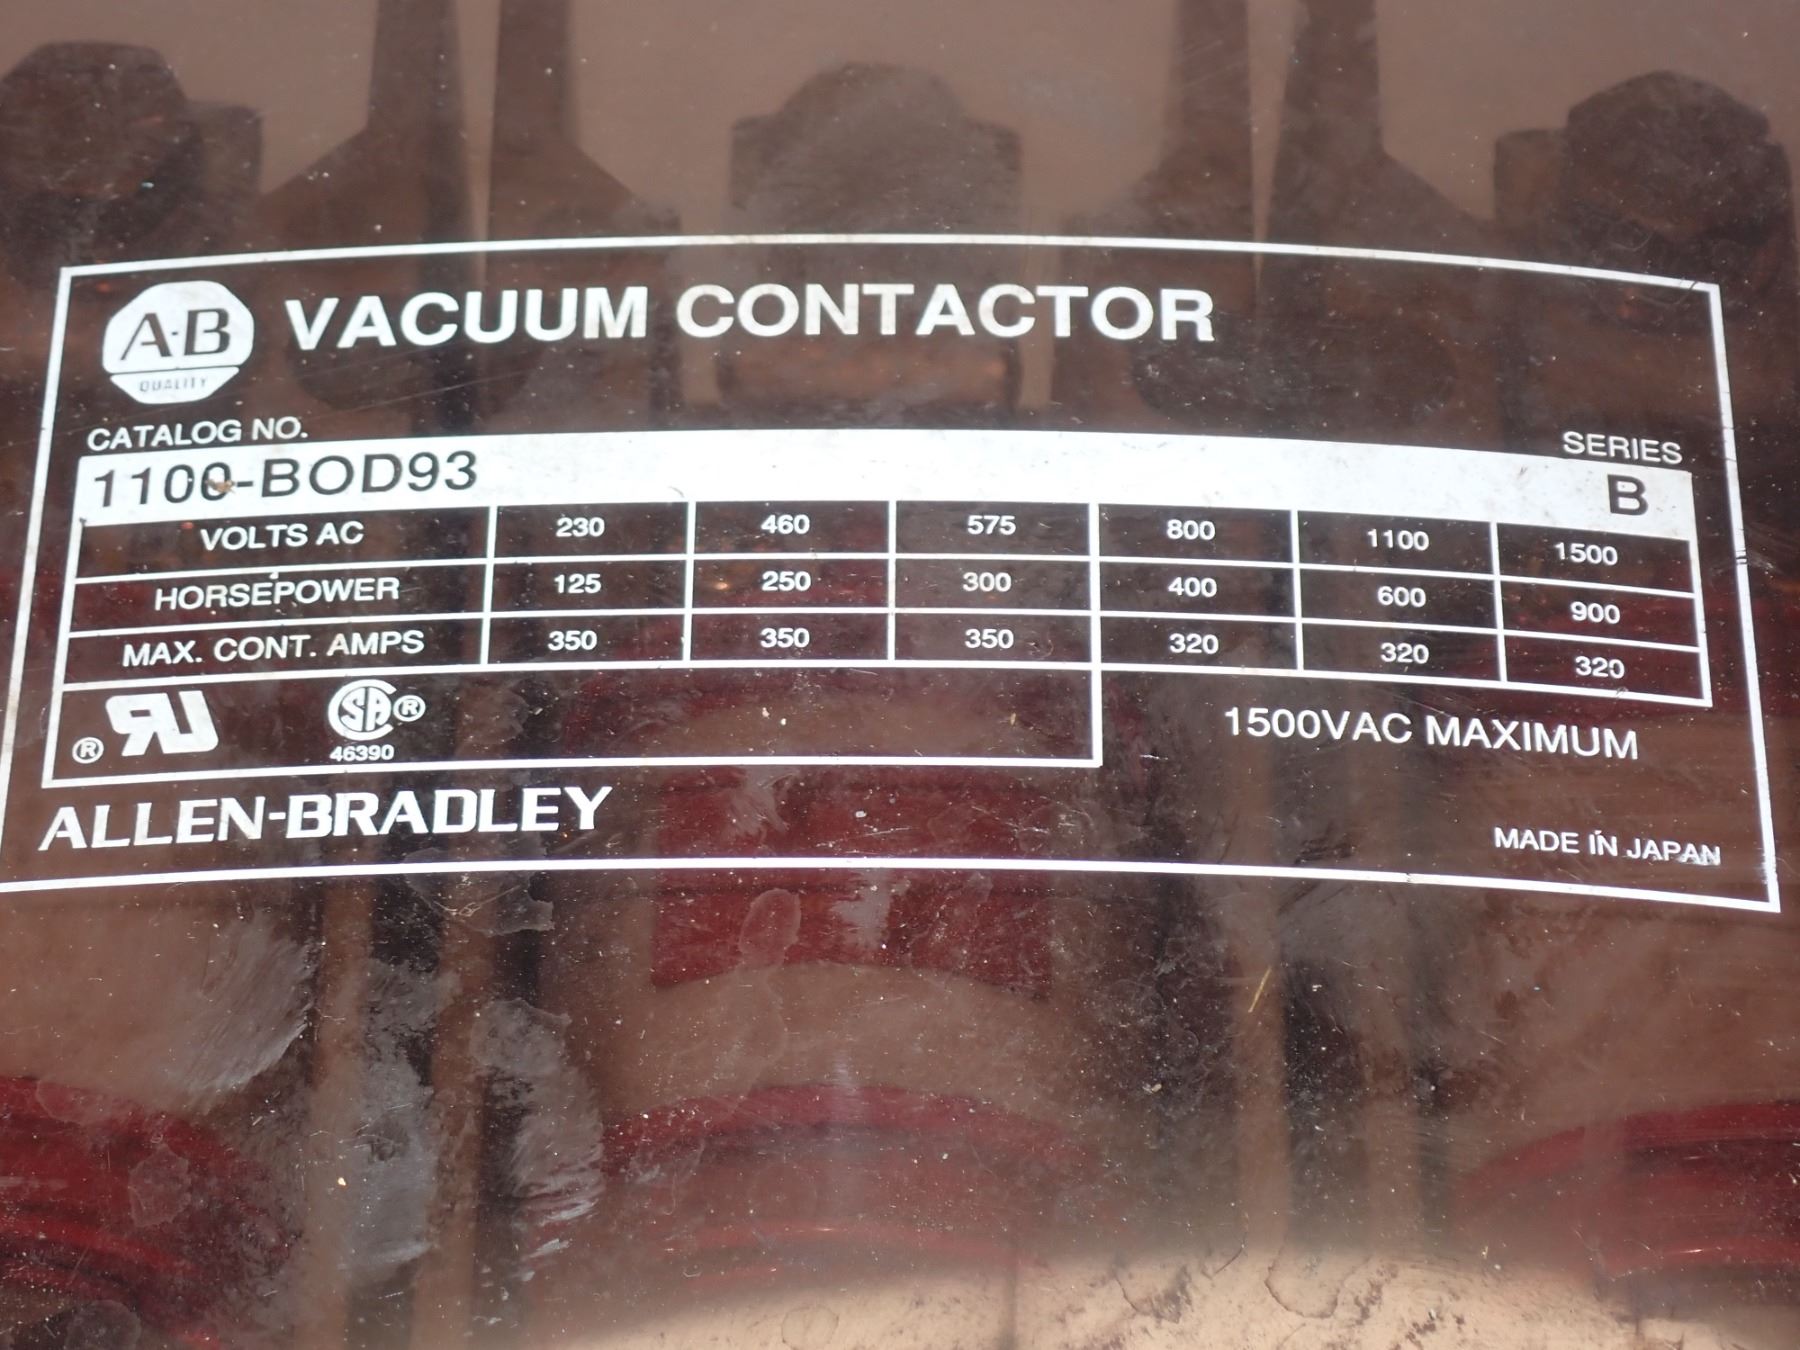 A-B QUALITY VACUUM CONTACTOR
CATALOG NO. SERIES
1100-BOD93 B
VOLTS AC 230 460 575 800 1100 1500
HORSEPOWER 125 250 300 400 600 900
MAX. CONT. AMPS 350 350 350 320 320 320
® UR SA ® 1500VAC MAXIMUM
46390
ALLEN-BRADLEY
MADE IN JAPAN